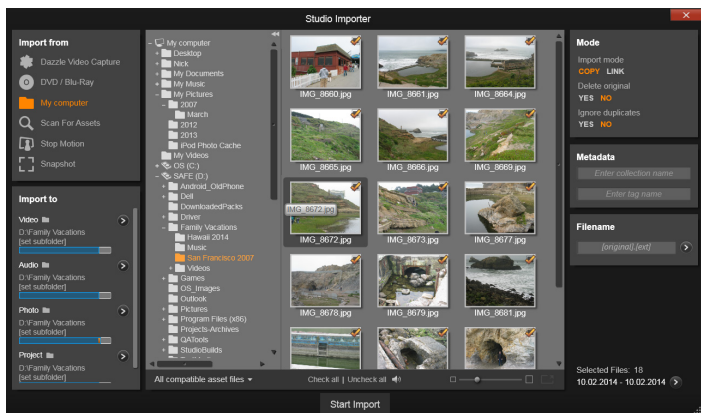 Studio Importer
Import from
Dazzle Video Capture
DVD / Blu-Ray
My computer
Scan For Assets
Stop Motion
Snapshot
Import to
Video
D:\Family Vacations
[set subfolder]
Audio
D:\Family Vacations
[set subfolder]
Photo
D:\Family Vacations
[set subfolder]
Project
D:\Family Vacations
[set subfolder]
My computer
Desktop
Nick
My Documents
My Music
My Pictures
2007
March
2012
2013
iPod Photo Cache
My Videos
OS (C:)
SAFE (D:)
Android_OldPhone
Dell
DownloadedPacks
Driver
Family Vacations
Hawaii 2014
Music
San Francisco 2007
Videos
Games
OS_Images
Outlook
Pictures
Program Files (x86)
Projects-Archives
QATools
StudioBuilds
All compatible asset files
IMG_8660.jpg
IMG_8661.jpg
IMG_8664.jpg
IMG_8665.jpg
IMG_8666.jpg
IMG_8669.jpg
IMG_8672.jpg
IMG_8672.jpg
IMG_8673.jpg
IMG_8677.jpg
IMG_8678.jpg
IMG_8679.jpg
IMG_8681.jpg
Check all | Uncheck all
Mode
Import mode
COPY LINK
Delete original
YES NO
Ignore duplicates
YES NO
Metadata
Enter collection name
Enter tag name
Filename
[original].[ext]
Selected Files: 18
10.02.2014 - 10.02.2014
Start Import